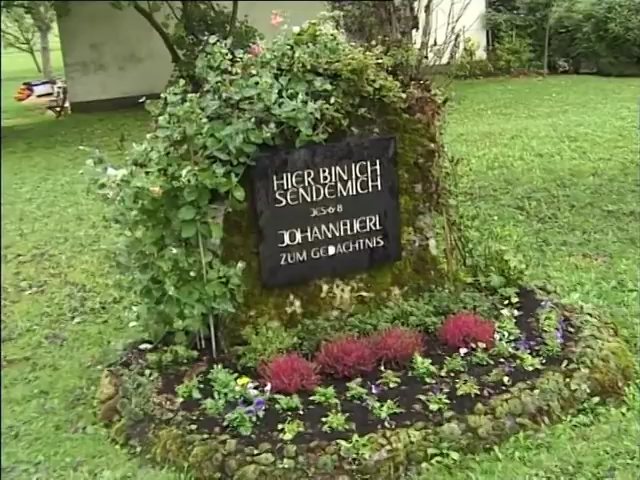 HIER BIN ICH
SENDE MICH
JES·6·8
JOHANN FLIERL
ZUM GEDÄCHTNIS